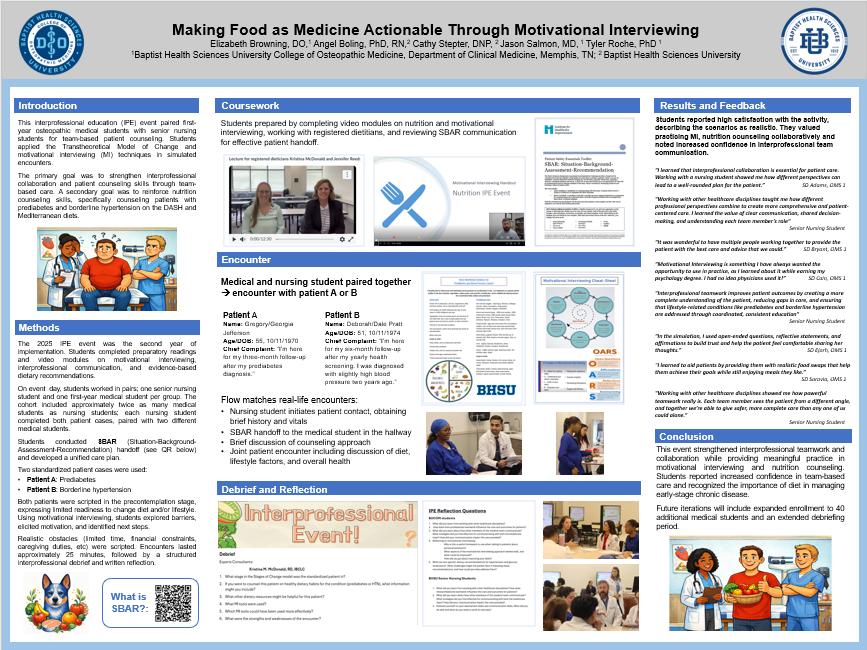 Making Food as Medicine Actionable Through Motivational Interviewing
Elizabeth Browning, DO,1 Angel Boling, PhD, RN,2 Cathy Stepter, DNP, 2 Jason Salmon, MD, 1 Tyler Roche, PhD 1
1Baptist Health Sciences University College of Osteopathic Medicine, Department of Clinical Medicine, Memphis, TN; 2 Baptist Health Sciences University
Introduction
This interprofessional education (IPE) event paired first-
year osteopathic medical students with senior nursing
students for team-based patient counseling. Students
applied the Transtheoretical Model of Change and
motivational interviewing (MI) techniques in simulated
encounters.
The primary goal was to strengthen interprofessional
collaboration and patient counseling skills through team-
based care. A secondary goal was to reinforce nutrition
counseling skills, specifically counseling patients with
prediabetes and borderline hypertension on the DASH and
Mediterranean diets.
Methods
The 2025 IPE event was the second year of
implementation. Students completed preparatory readings
and video modules on motivational interviewing,
interprofessional communication, and evidence-based
dietary recommendations.
On event day, students worked in pairs; one senior nursing
student and one first-year medical student per group. The
cohort included approximately twice as many medical
students as nursing students; each nursing student
completed both patient cases, paired with two different
medical students.
Students conducted SBAR (Situation-Background-
Assessment-Recommendation) handoff (see QR below)
and developed a unified care plan.
Two standardized patient cases were used:
• Patient A: Prediabetes
• Patient B: Borderline hypertension
Both patients were scripted in the precontemplation stage,
expressing limited readiness to change diet and/or lifestyle.
Using motivational interviewing, students explored barriers,
elicited motivation, and identified next steps.
Realistic obstacles (limited time, financial constraints,
caregiving duties, etc) were scripted. Encounters lasted
approximately 25 minutes, followed by a structured
interprofessional debrief and written reflection.
What is
SBAR?:
Coursework
Students prepared by completing video modules on nutrition and motivational
interviewing, working with registered dietitians, and reviewing SBAR communication
for effective patient handoff.
Lecture for registered dieticians Kristina McDonald and Jennifer Reed:
0:00/12:30
Motivational Interviewing Handout
Nutrition IPE Event
Institute for
Healthcare
Improvement
Patient Safety Essentials Toolkit:
SBAR: Situation-Background-
Assessment-Recommendation
Encounter
Medical and nursing student paired together
→ encounter with patient A or B
Patient A
Name: Gregory/Georgia
Jefferson
Age/DOB: 55, 10/11/1970
Chief Complaint: "I'm here
for my three-month follow-up
after my prediabetes
diagnosis."
Patient B
Name: Deborah/Dale Pratt
Age/DOB: 51, 10/11/1974
Chief Complaint: "I'm here
for my six-month follow-up
after my yearly health
screening. I was diagnosed
with slightly high blood
pressure two years ago."
Flow matches real-life encounters:
• Nursing student initiates patient contact, obtaining
brief history and vitals
• SBAR handoff to the medical student in the hallway
• Brief discussion of counseling approach
• Joint patient encounter including discussion of diet,
lifestyle factors, and overall health
BHSU
Motivational Interviewing Cheat-Sheet
OARS
Debrief and Reflection
Interprofessional
Event!
Debrief
Experts Consultants:
Kristina M. McDonald, RD, IBCLC
1. What stage in the Stages of Change model was the standardized patient in?
2. If you wanted to counsel the patient on healthy dietary habits for the condition (prediabetes or HTN), what information
might you include?
3. What other dietary resources might be helpful for this patient?
4. What MI tools were used?
5. Which MI tools could have been used more effectively?
6. What were the strengths and weaknesses of the encounter?
IPE Reflection Questions
BHSU Senior Nursing Students
Results and Feedback
Students reported high satisfaction with the activity,
describing the scenarios as realistic. They valued
practicing MI, nutrition counseling collaboratively and
noted increased confidence in interprofessional team
communication.
"I learned that interprofessional collaboration is essential for patient care.
Working with a nursing student showed me how different perspectives can
lead to a well-rounded plan for the patient." SD Adams, OMS 1
"Working with other healthcare disciplines taught me how different
professional perspectives combine to create more comprehensive and patient-
centered care. I learned the value of clear communication, shared decision-
making, and understanding each team member's role"
Senior Nursing Student
"It was wonderful to have multiple people working together to provide the
patient with the best care and advice that we could." SD Bryant, OMS 1
"Motivational Interviewing is something I have always wanted the
opportunity to use in practice, as I learned about it while earning my
psychology degree. I had no idea physicians used it!" SD Cain, OMS 1
"Interprofessional teamwork improves patient outcomes by creating a more
complete understanding of the patient, reducing gaps in care, and ensuring
that lifestyle-related conditions like prediabetes and borderline hypertension
are addressed through coordinated, consistent education"
Senior Nursing Student
"In the simulation, I used open-ended questions, reflective statements, and
affirmations to build trust and help the patient feel comfortable sharing her
thoughts." SD Ejorh, OMS 1
"I learned to aid patients by providing them with realistic food swaps that help
them achieve their goals while still enjoying meals they like."
SD Saravia, OMS 1
"Working with other healthcare disciplines showed me how powerful
teamwork really is. Each team member sees the patient from a different angle,
and together we're able to give safer, more complete care than any one of us
could alone."
Senior Nursing Student
Conclusion
This event strengthened interprofessional teamwork and
collaboration while providing meaningful practice in
motivational interviewing and nutrition counseling.
Students reported increased confidence in team-based
care and recognized the importance of diet in managing
early-stage chronic disease.
Future iterations will include expanded enrollment to 40
additional medical students and an extended debriefing
period.